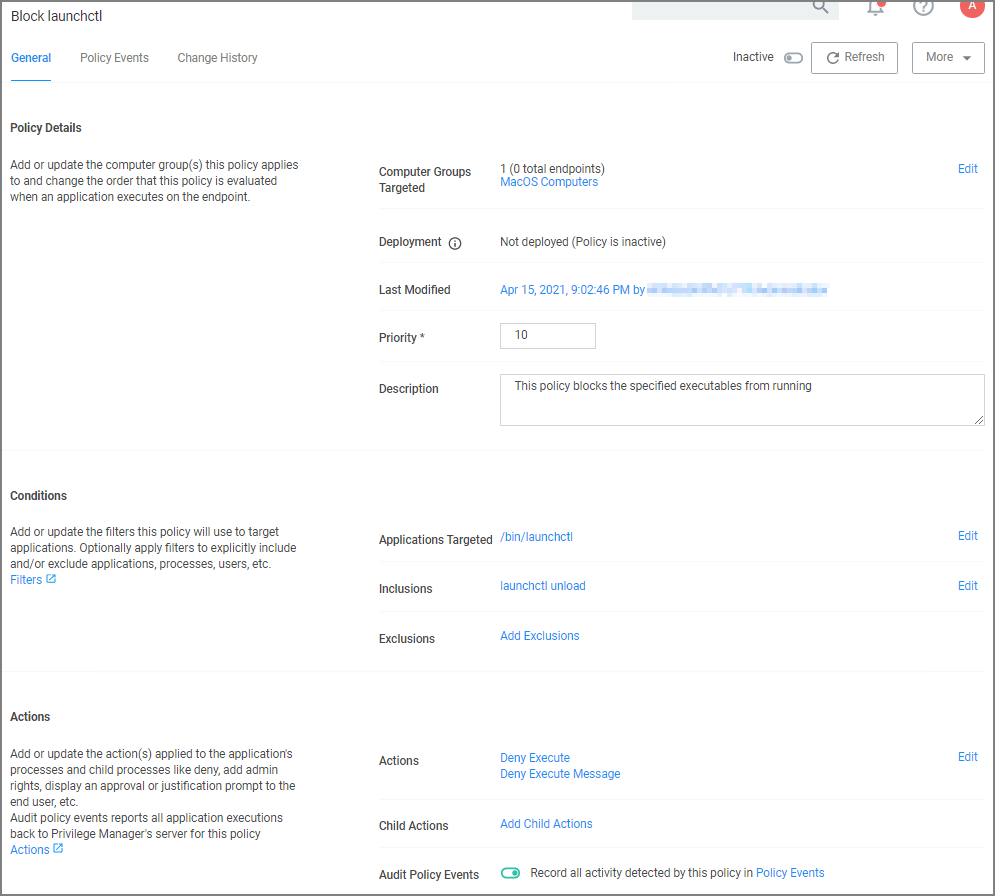 Block launchctl
A
General
Policy Events
Change History
Inactive
Refresh
More
Policy Details
Add or update the computer group(s) this policy applies
to and change the order that this policy is evaluated
when an application executes on the endpoint.
Computer Groups
Targeted
1 (0 total endpoints)
MacOS Computers
Edit
Deployment
Not deployed (Policy is inactive)
Last Modified
Apr 15, 2021, 9:02:46 PM by
Priority *
10
Description
This policy blocks the specified executables from running
Conditions
Add or update the filters this policy will use to target
applications. Optionally apply filters to explicitly include
and/or exclude applications, processes, users, etc.
Filters
Applications Targeted
/bin/launchctl
Edit
Inclusions
launchctl unload
Edit
Exclusions
Add Exclusions
Actions
Add or update the action(s) applied to the application's
processes and child processes like deny, add admin
rights, display an approval or justification prompt to the
end user, etc.
Audit policy events reports all application executions
back to Privilege Manager's server for this policy
Actions
Actions
Deny Execute
Deny Execute Message
Edit
Child Actions
Add Child Actions
Audit Policy Events
Record all activity detected by this policy in Policy Events